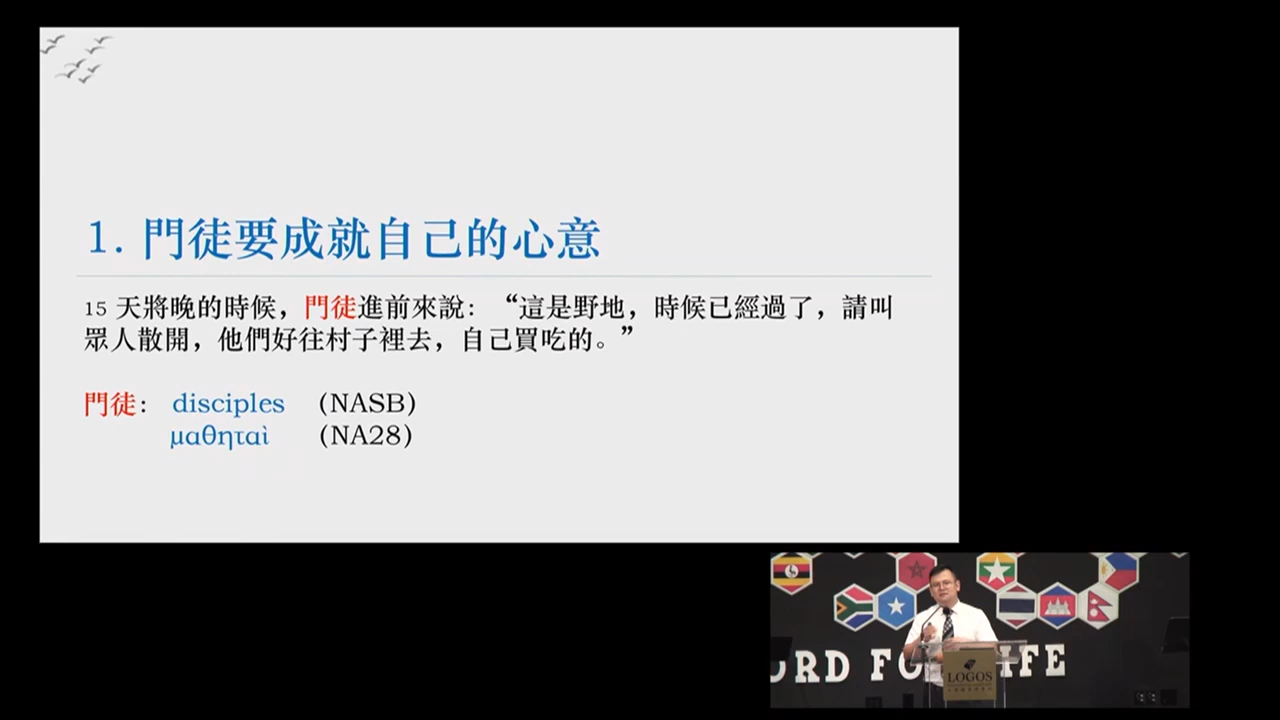 1. 門徒要成就自己的心意
15 天將晚的時候，門徒進前來說：“這是野地，時候已經過了，請叫
眾人散開，他們好往村子裡去，自己買吃的。”
門徒： disciples (NASB)
μαθηταὶ (NA28)
ORD FO IFE
LOGOS